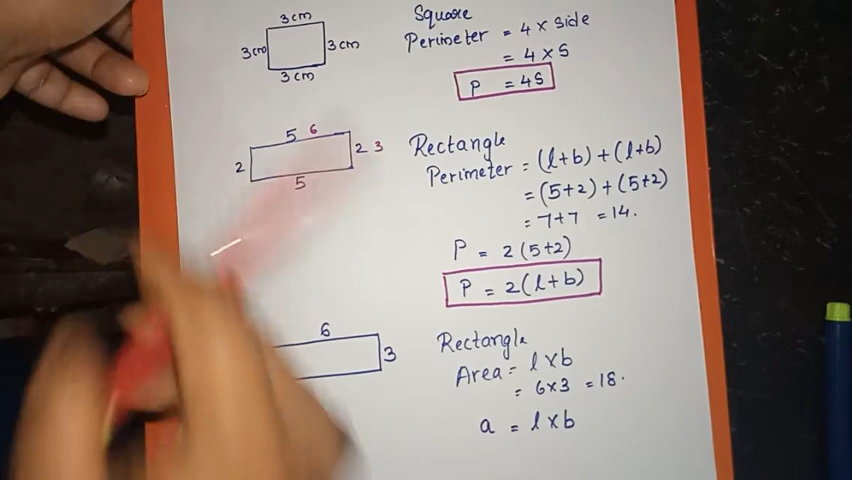 3cm
3cm
3cm
3cm
Square
Perimeter = 4 x side
= 4 x S
P = 4S
5 6
2
2 3
5
Rectangle
Perimeter = (l+b) + (l+b)
= (5+2) + (5+2)
= 7+7 = 14.
P = 2(5+2)
P = 2(l+b)
6
3
Rectangle
Area = l x b
= 6x3 = 18.
a = l x b